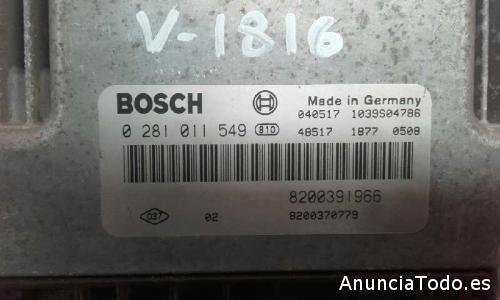 V-1816
BOSCH
Made in Germany
040517 1039S04786
0 281 011 549 810
48517 1877 0508
8200391966
D37 02 8200370779
AnunciaTodo.es